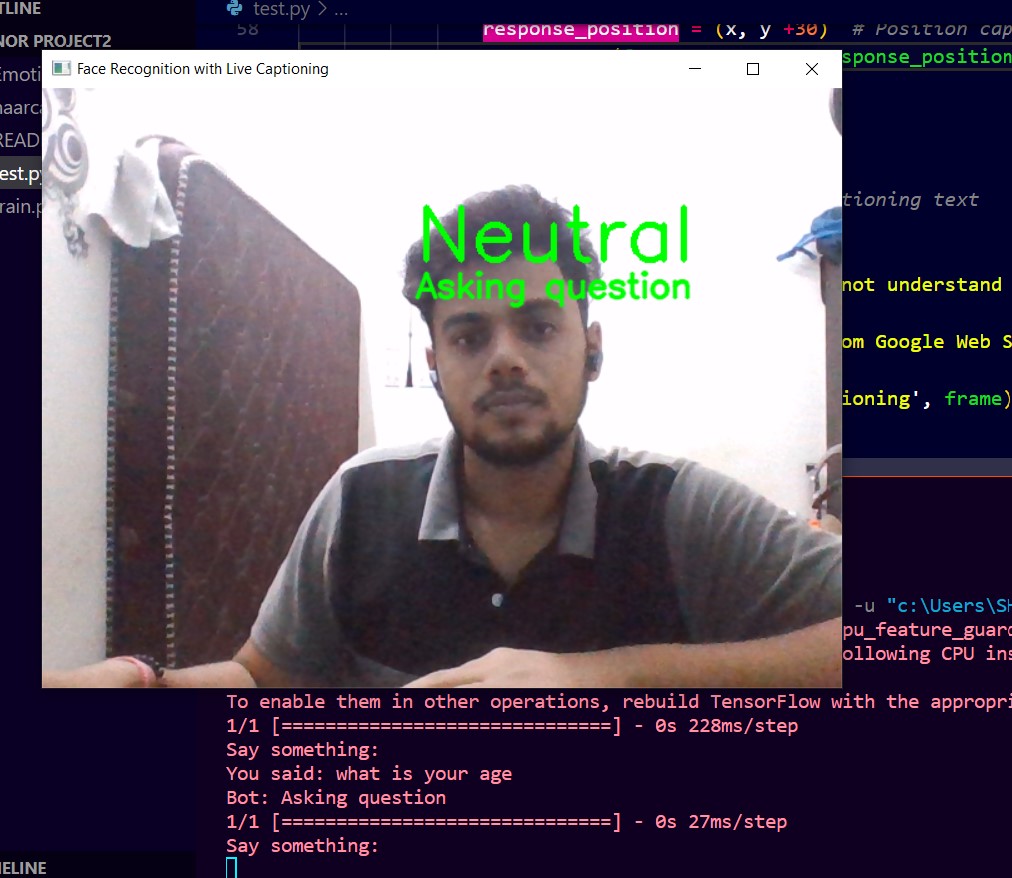 test.py > ...
NOR PROJECT2
58
response_position = (x, y +30) # Position cap
Face Recognition with Live Captioning
sponse_position
READ
est.py
rain.p
tioning text
Neutral
Asking question
not understand
om Google Web S
ioning', frame)
-u "c:\Users\SH
pu_feature_guard
ollowing CPU ins
To enable them in other operations, rebuild TensorFlow with the appropri
1/1 [==============================] - 0s 228ms/step
Say something:
You said: what is your age
Bot: Asking question
1/1 [==============================] - 0s 27ms/step
Say something:
ELINE